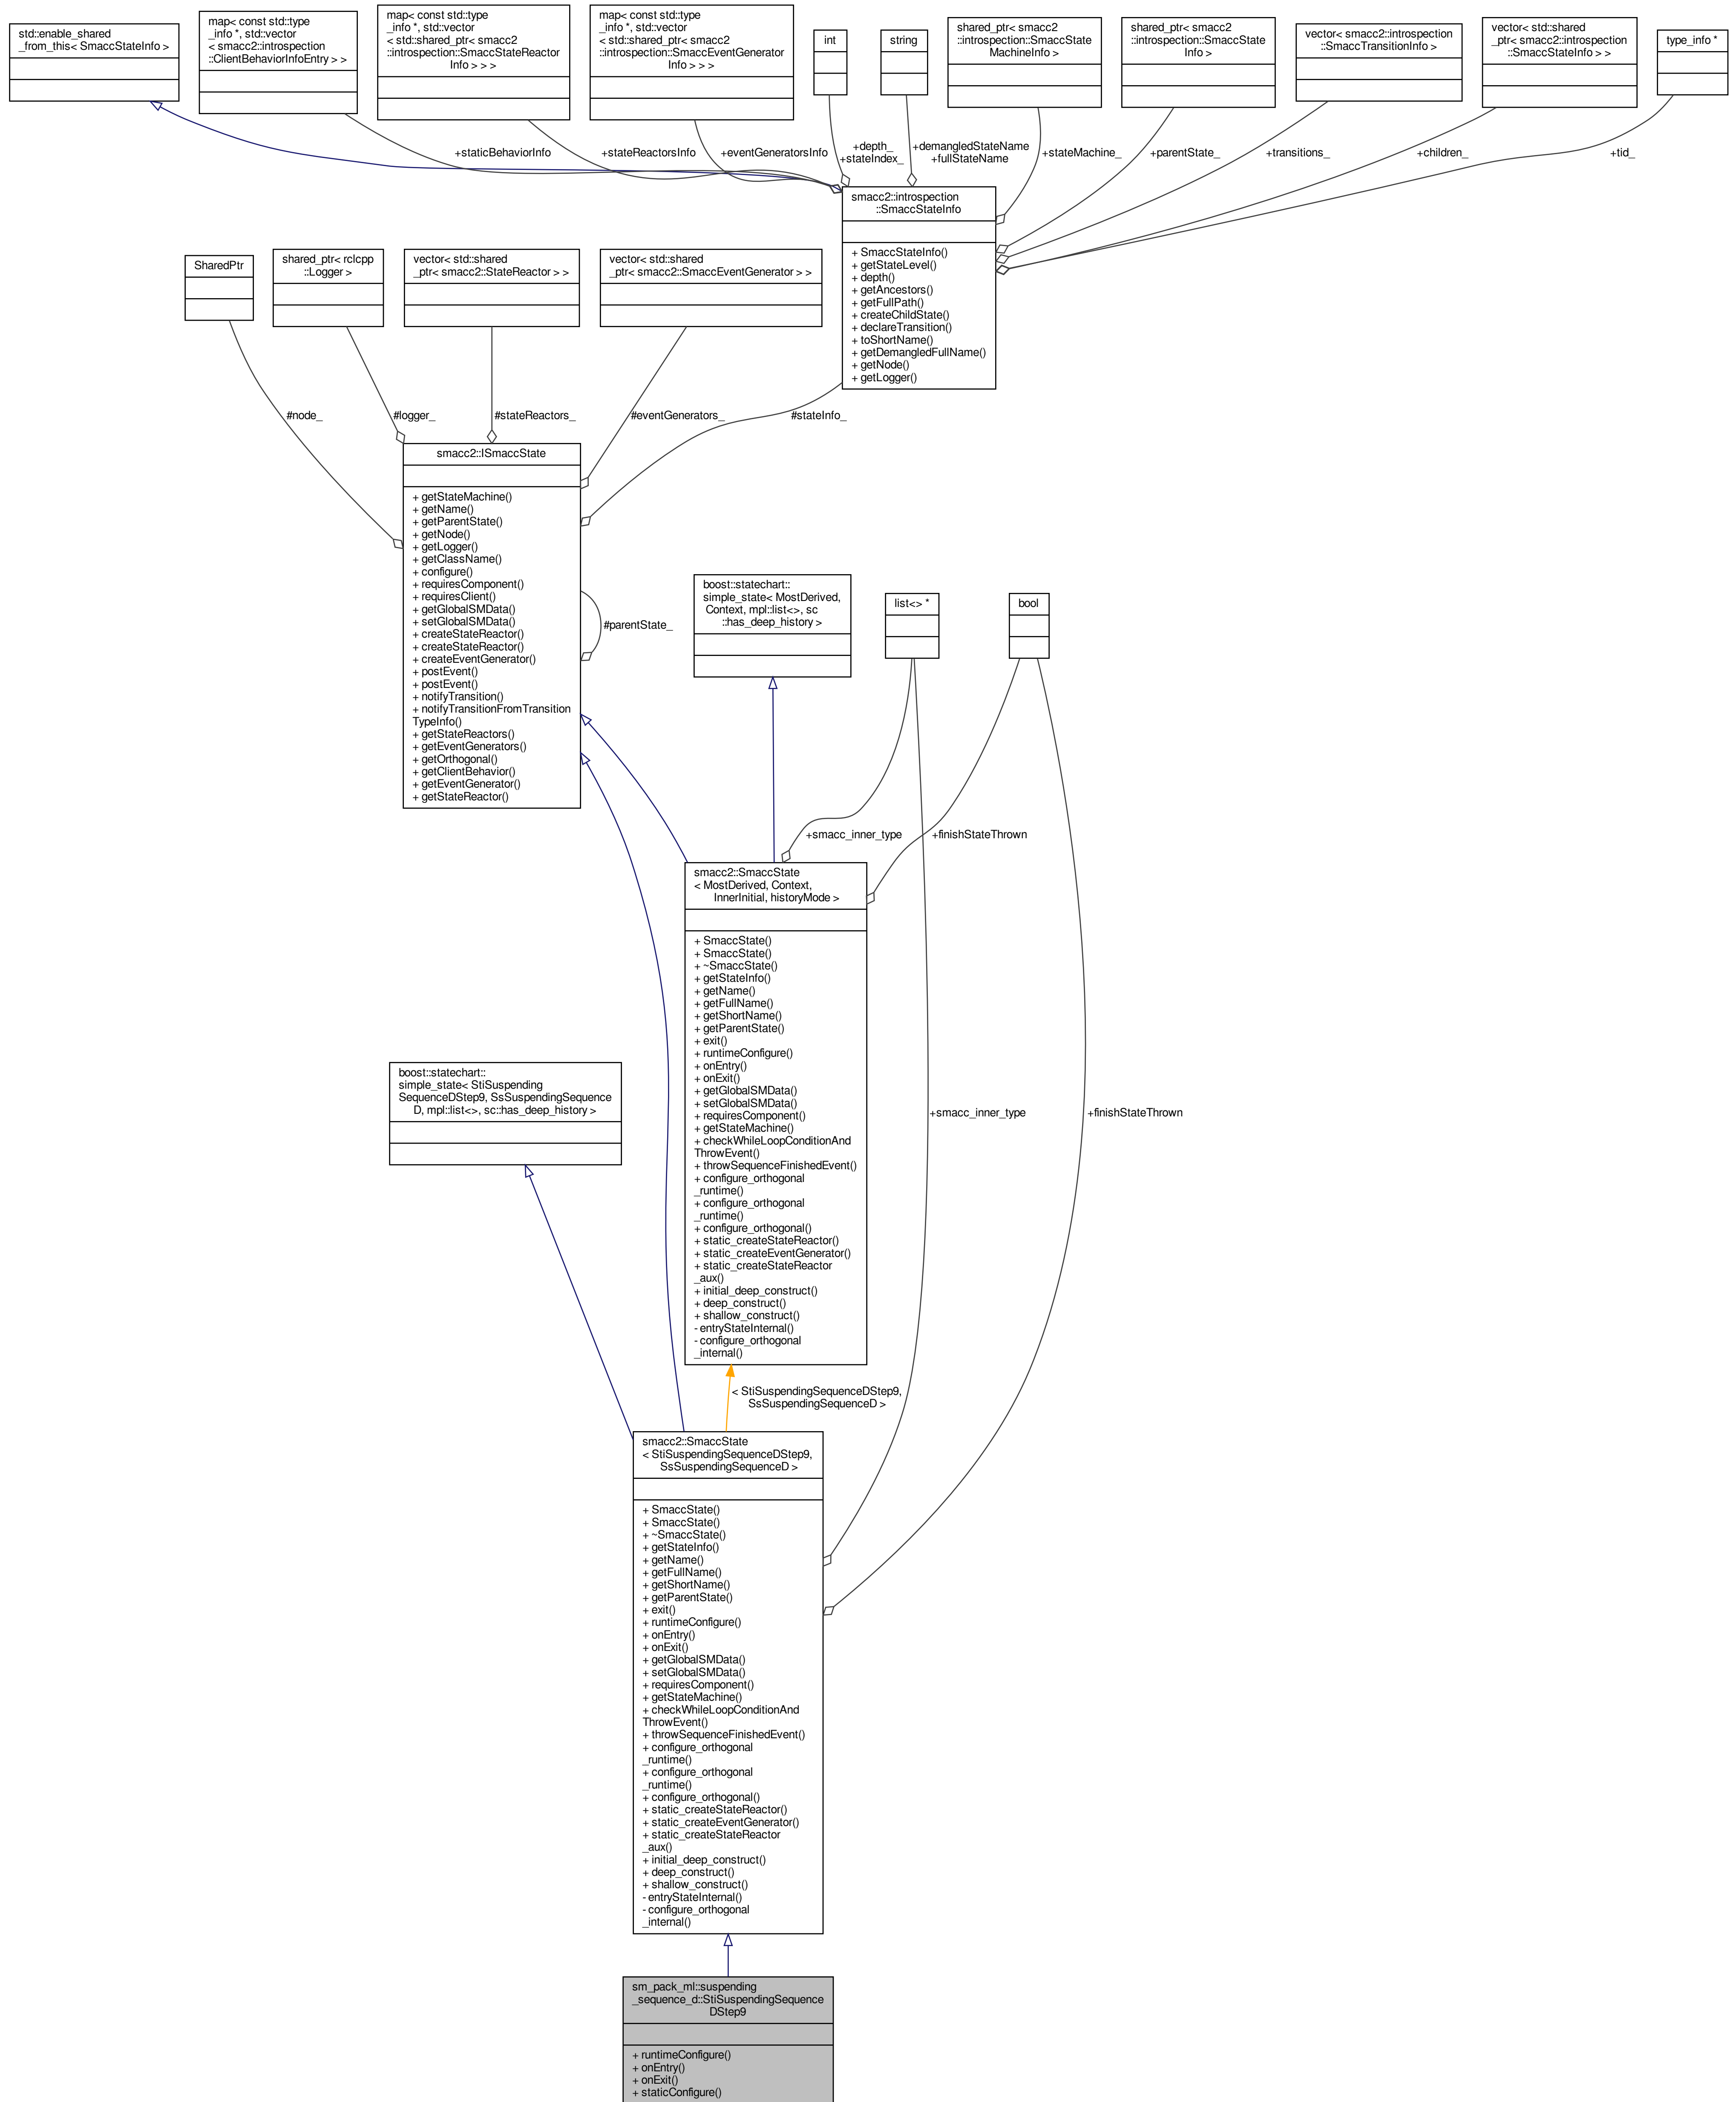 std::enable_shared
_from_this< SmaccStateInfo >
map< const std::type
_info *, std::vector
< smacc2::introspection
::ClientBehaviorInfoEntry > >
map< const std::type
_info *, std::vector
< std::shared_ptr< smacc2
::introspection::SmaccStateReactor
Info > > >
map< const std::type
_info *, std::vector
< std::shared_ptr< smacc2
::introspection::SmaccEventGenerator
Info > > >
int
string
shared_ptr< smacc2
::introspection::SmaccState
MachineInfo >
shared_ptr< smacc2
::introspection::SmaccState
Info >
vector< smacc2::introspection
::SmaccTransitionInfo >
vector< std::shared
_ptr< smacc2::introspection
::SmaccStateInfo > >
type_info *
+staticBehaviorInfo
+stateReactorsInfo
+eventGeneratorsInfo
+depth_
+stateIndex_
+demangledStateName
+fullStateName
+stateMachine_
+parentState_
+transitions_
+children_
+tid_
smacc2::introspection
::SmaccStateInfo
+ SmaccStateInfo()
+ getStateLevel()
+ depth()
+ getAncestors()
+ getFullPath()
+ createChildState()
+ declareTransition()
+ toShortName()
+ getDemangledFullName()
+ getNode()
+ getLogger()
SharedPtr
shared_ptr< rclcpp
::Logger >
vector< std::shared
_ptr< smacc2::StateReactor > >
vector< std::shared
_ptr< smacc2::SmaccEventGenerator > >
#node_
#logger_
#stateReactors_
#eventGenerators_
#stateInfo_
smacc2::ISmaccState
+ getStateMachine()
+ getName()
+ getParentState()
+ getNode()
+ getLogger()
+ getClassName()
+ configure()
+ requiresComponent()
+ requiresClient()
+ getGlobalSMData()
+ setGlobalSMData()
+ createStateReactor()
+ createStateReactor()
+ createEventGenerator()
+ postEvent()
+ postEvent()
+ notifyTransition()
+ notifyTransitionFromTransition
TypeInfo()
+ getStateReactors()
+ getEventGenerators()
+ getOrthogonal()
+ getClientBehavior()
+ getEventGenerator()
+ getStateReactor()
#parentState_
boost::statechart::
simple_state< MostDerived,
Context, mpl::list<>, sc
::has_deep_history >
list<> *
bool
+smacc_inner_type
+finishStateThrown
smacc2::SmaccState
< MostDerived, Context,
InnerInitial, historyMode >
+ SmaccState()
+ SmaccState()
+ ~SmaccState()
+ getStateInfo()
+ getName()
+ getFullName()
+ getShortName()
+ getParentState()
+ exit()
+ runtimeConfigure()
+ onEntry()
+ onExit()
+ getGlobalSMData()
+ setGlobalSMData()
+ requiresComponent()
+ getStateMachine()
+ checkWhileLoopConditionAnd
ThrowEvent()
+ throwSequenceFinishedEvent()
+ configure_orthogonal
_runtime()
+ configure_orthogonal
_runtime()
+ configure_orthogonal()
+ static_createStateReactor()
+ static_createEventGenerator()
+ static_createStateReactor
_aux()
+ initial_deep_construct()
+ deep_construct()
+ shallow_construct()
- entryStateInternal()
- configure_orthogonal
_internal()
boost::statechart::
simple_state< StiSuspending
SequenceDStep9, SsSuspendingSequence
D, mpl::list<>, sc::has_deep_history >
+smacc_inner_type
+finishStateThrown
< StiSuspendingSequenceDStep9,
SsSuspendingSequenceD >
smacc2::SmaccState
< StiSuspendingSequenceDStep9,
SsSuspendingSequenceD >
+ SmaccState()
+ SmaccState()
+ ~SmaccState()
+ getStateInfo()
+ getName()
+ getFullName()
+ getShortName()
+ getParentState()
+ exit()
+ runtimeConfigure()
+ onEntry()
+ onExit()
+ getGlobalSMData()
+ setGlobalSMData()
+ requiresComponent()
+ getStateMachine()
+ checkWhileLoopConditionAnd
ThrowEvent()
+ throwSequenceFinishedEvent()
+ configure_orthogonal
_runtime()
+ configure_orthogonal
_runtime()
+ configure_orthogonal()
+ static_createStateReactor()
+ static_createEventGenerator()
+ static_createStateReactor
_aux()
+ initial_deep_construct()
+ deep_construct()
+ shallow_construct()
- entryStateInternal()
- configure_orthogonal
_internal()
sm_pack_ml::suspending
_sequence_d::StiSuspendingSequence
DStep9
+ runtimeConfigure()
+ onEntry()
+ onExit()
+ staticConfigure()